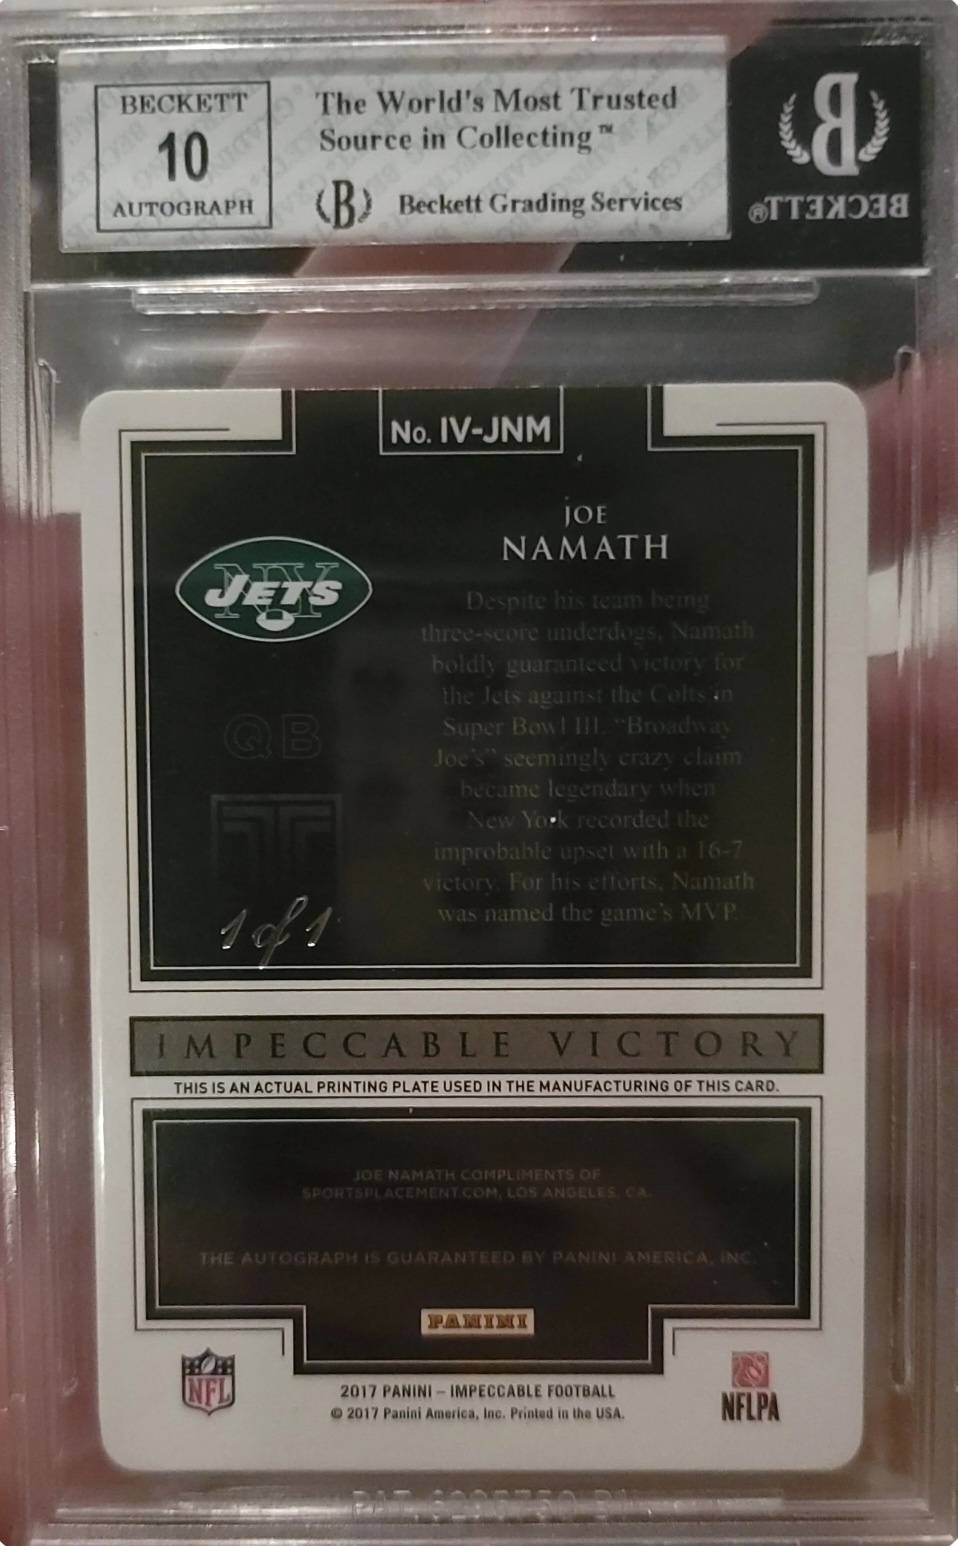 BECKETT
10
AUTOGRAPH
The World's Most Trusted
Source in Collecting™
B
Beckett Grading Services
B
BECKETT®
No. IV-JNM
JOE
NAMATH
NY
JETS
Despite his team being
three-score underdogs, Namath
boldly guaranteed victory for
the Jets against the Colts in
Super Bowl III. “Broadway
Joe's” seemingly crazy claim
became legendary when
New York recorded the
improbable upset with a 16-7
victory. For his efforts, Namath
was named the game's MVP.
QB
1 of 1
IMPECCABLE VICTORY
THIS IS AN ACTUAL PRINTING PLATE USED IN THE MANUFACTURING OF THIS CARD.
JOE NAMATH COMPLIMENTS OF
SPORTSPLACEMENT.COM, LOS ANGELES, CA.
THE AUTOGRAPH IS GUARANTEED BY PANINI AMERICA, INC.
PANINI
NFL
2017 PANINI – IMPECCABLE FOOTBALL
© 2017 Panini America, Inc. Printed in the USA.
NFLPA